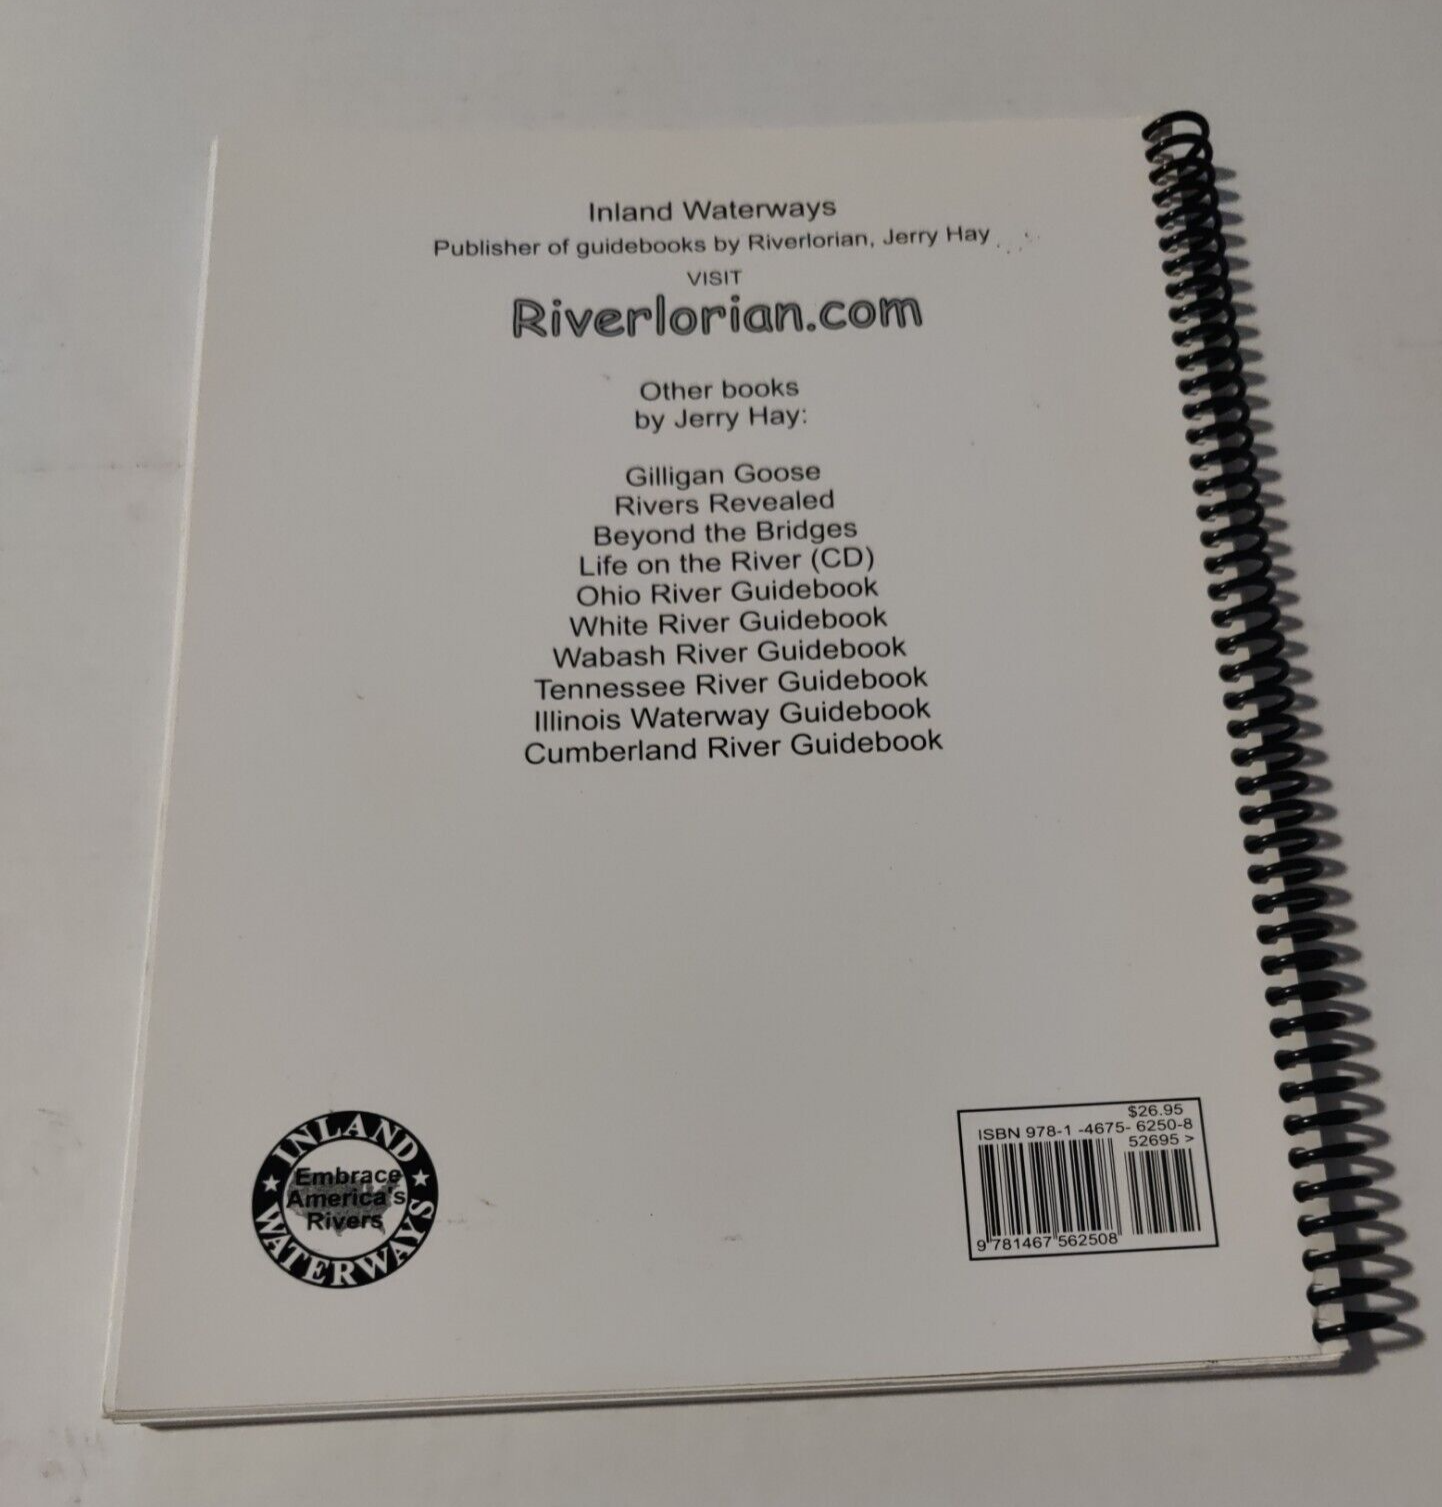 Inland Waterways
Publisher of guidebooks by Riverlorian, Jerry Hay
VISIT
Riverlorian.com
Other books
by Jerry Hay:
Gilligan Goose
Rivers Revealed
Beyond the Bridges
Life on the River (CD)
Ohio River Guidebook
White River Guidebook
Wabash River Guidebook
Tennessee River Guidebook
Illinois Waterway Guidebook
Cumberland River Guidebook
INLAND
Embrace
America's
Rivers
WATERWAYS
$26.95
ISBN 978-1 -4675- 6250-8
52695 >
9 781467 562508